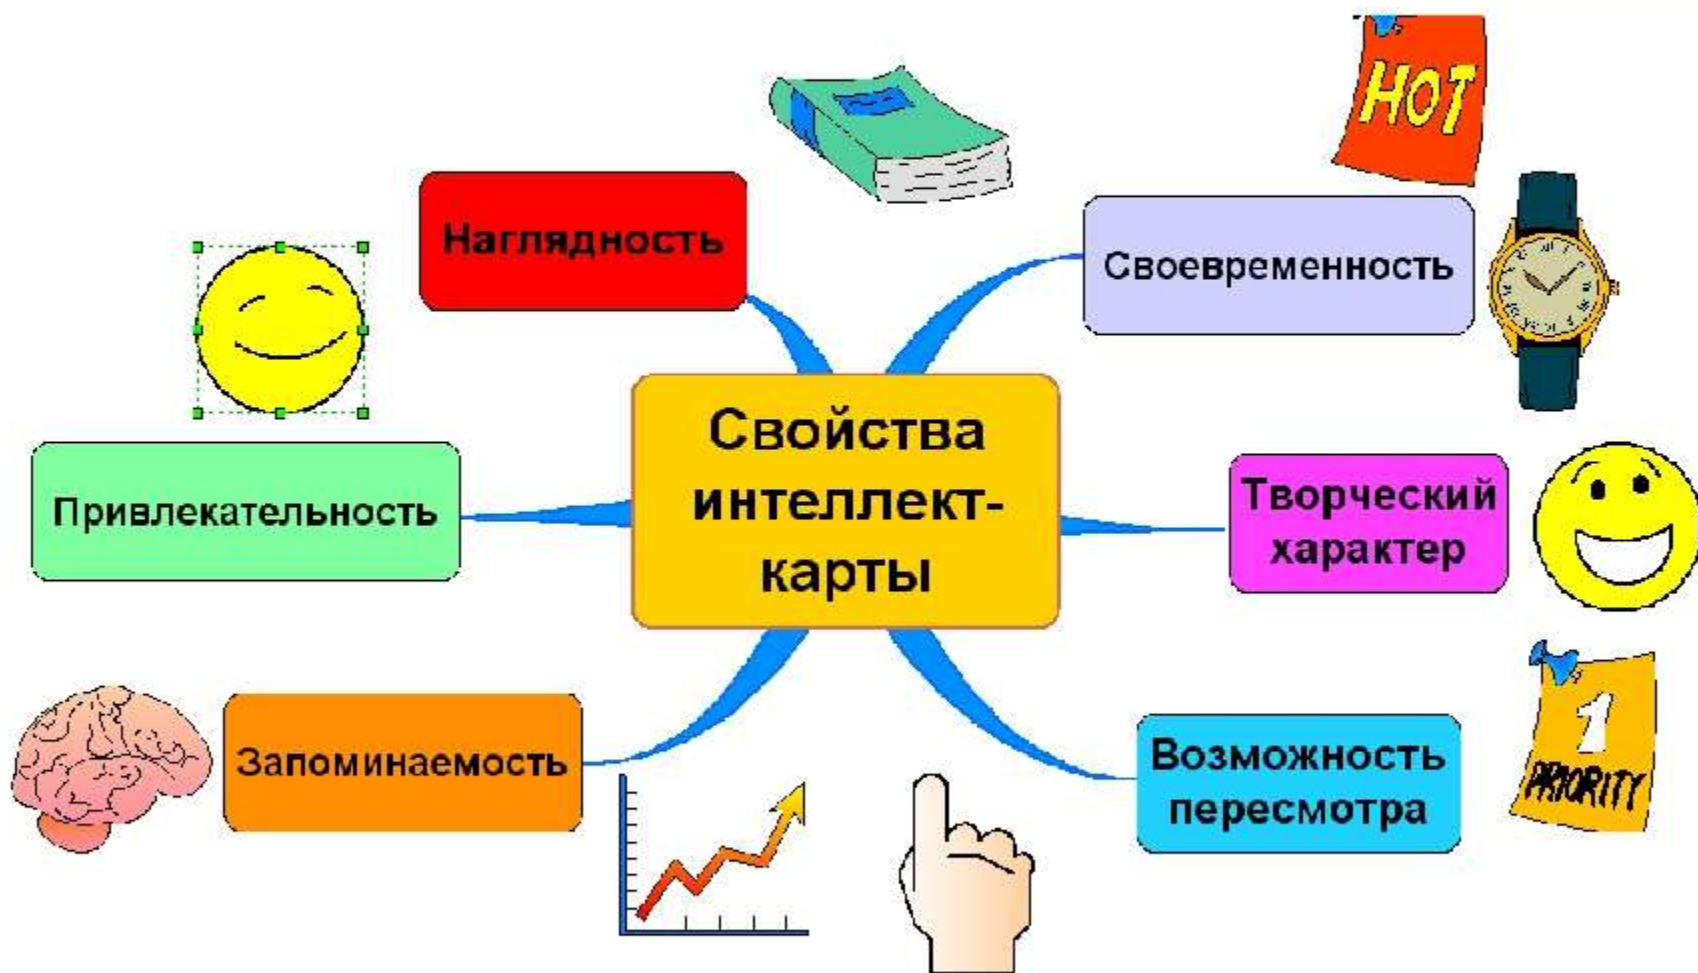 HOT
Наглядность
Своевременность
Свойства
интеллект-
карты
Привлекательность
Творческий
характер
Запоминаемость
Возможность
пересмотра
1
PRIORITY